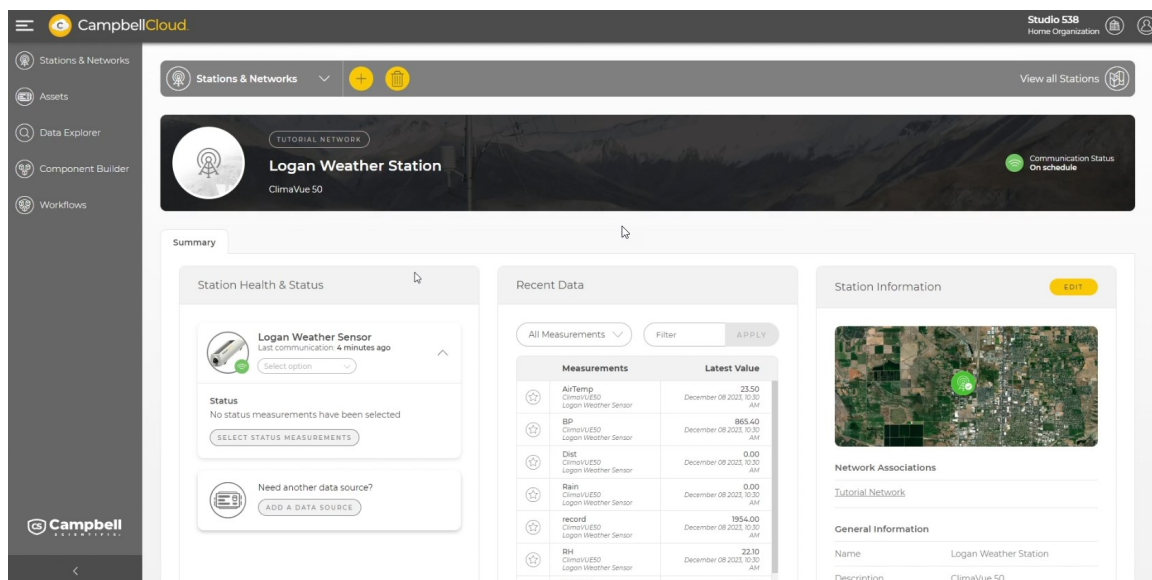 CampbellCloud.
Studio 538
Home Organization
Stations & Networks
Assets
Data Explorer
Component Builder
Workflows
Campbell
SCIENTIFIC
Stations & Networks
View all Stations
TUTORIAL NETWORK
Logan Weather Station
ClimaVue 50
Communication Status
On schedule
Summary
Station Health & Status
Logan Weather Sensor
Last communication: 4 minutes ago
Select option
Status
No status measurements have been selected
SELECT STATUS MEASUREMENTS
Need another data source?
ADD A DATA SOURCE
Recent Data
All Measurements
Filter
APPLY
Measurements Latest Value
AirTemp 23.50
ClimaVUE50 December 08 2023, 10:30
Logan Weather Sensor AM
BP 865.40
ClimaVUE50 December 08 2023, 10:30
Logan Weather Sensor AM
Dist 0.00
ClimaVUE50 December 08 2023, 10:30
Logan Weather Sensor AM
Rain 0.00
ClimaVUE50 December 08 2023, 10:30
Logan Weather Sensor AM
record 1954.00
ClimaVUE50 December 08 2023, 10:30
Logan Weather Sensor AM
RH 22.10
ClimaVUE50 December 08 2023, 10:30
Logan Weather Sensor AM
Station Information
EDIT
Network Associations
Tutorial Network
General Information
Name Logan Weather Station
Description ClimaVue 50